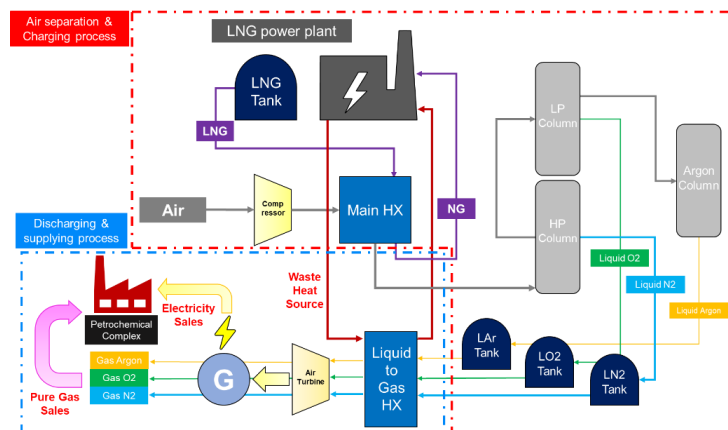 Air separation &
Charging process
LNG power plant
LNG
Tank
LNG
NG
LP
Column
Argon
Column
Air
Comp
ressor
Main HX
HP
Column
Discharging &
supplying process
Liquid O2
Liquid N2
Liquid Argon
Waste
Heat
Source
Electricity
Sales
Petrochemical
Complex
Gas Argon
Gas O2
Gas N2
Pure Gas
Sales
G
Air
Turbine
Liquid
to
Gas
HX
LAr
Tank
LO2
Tank
LN2
Tank